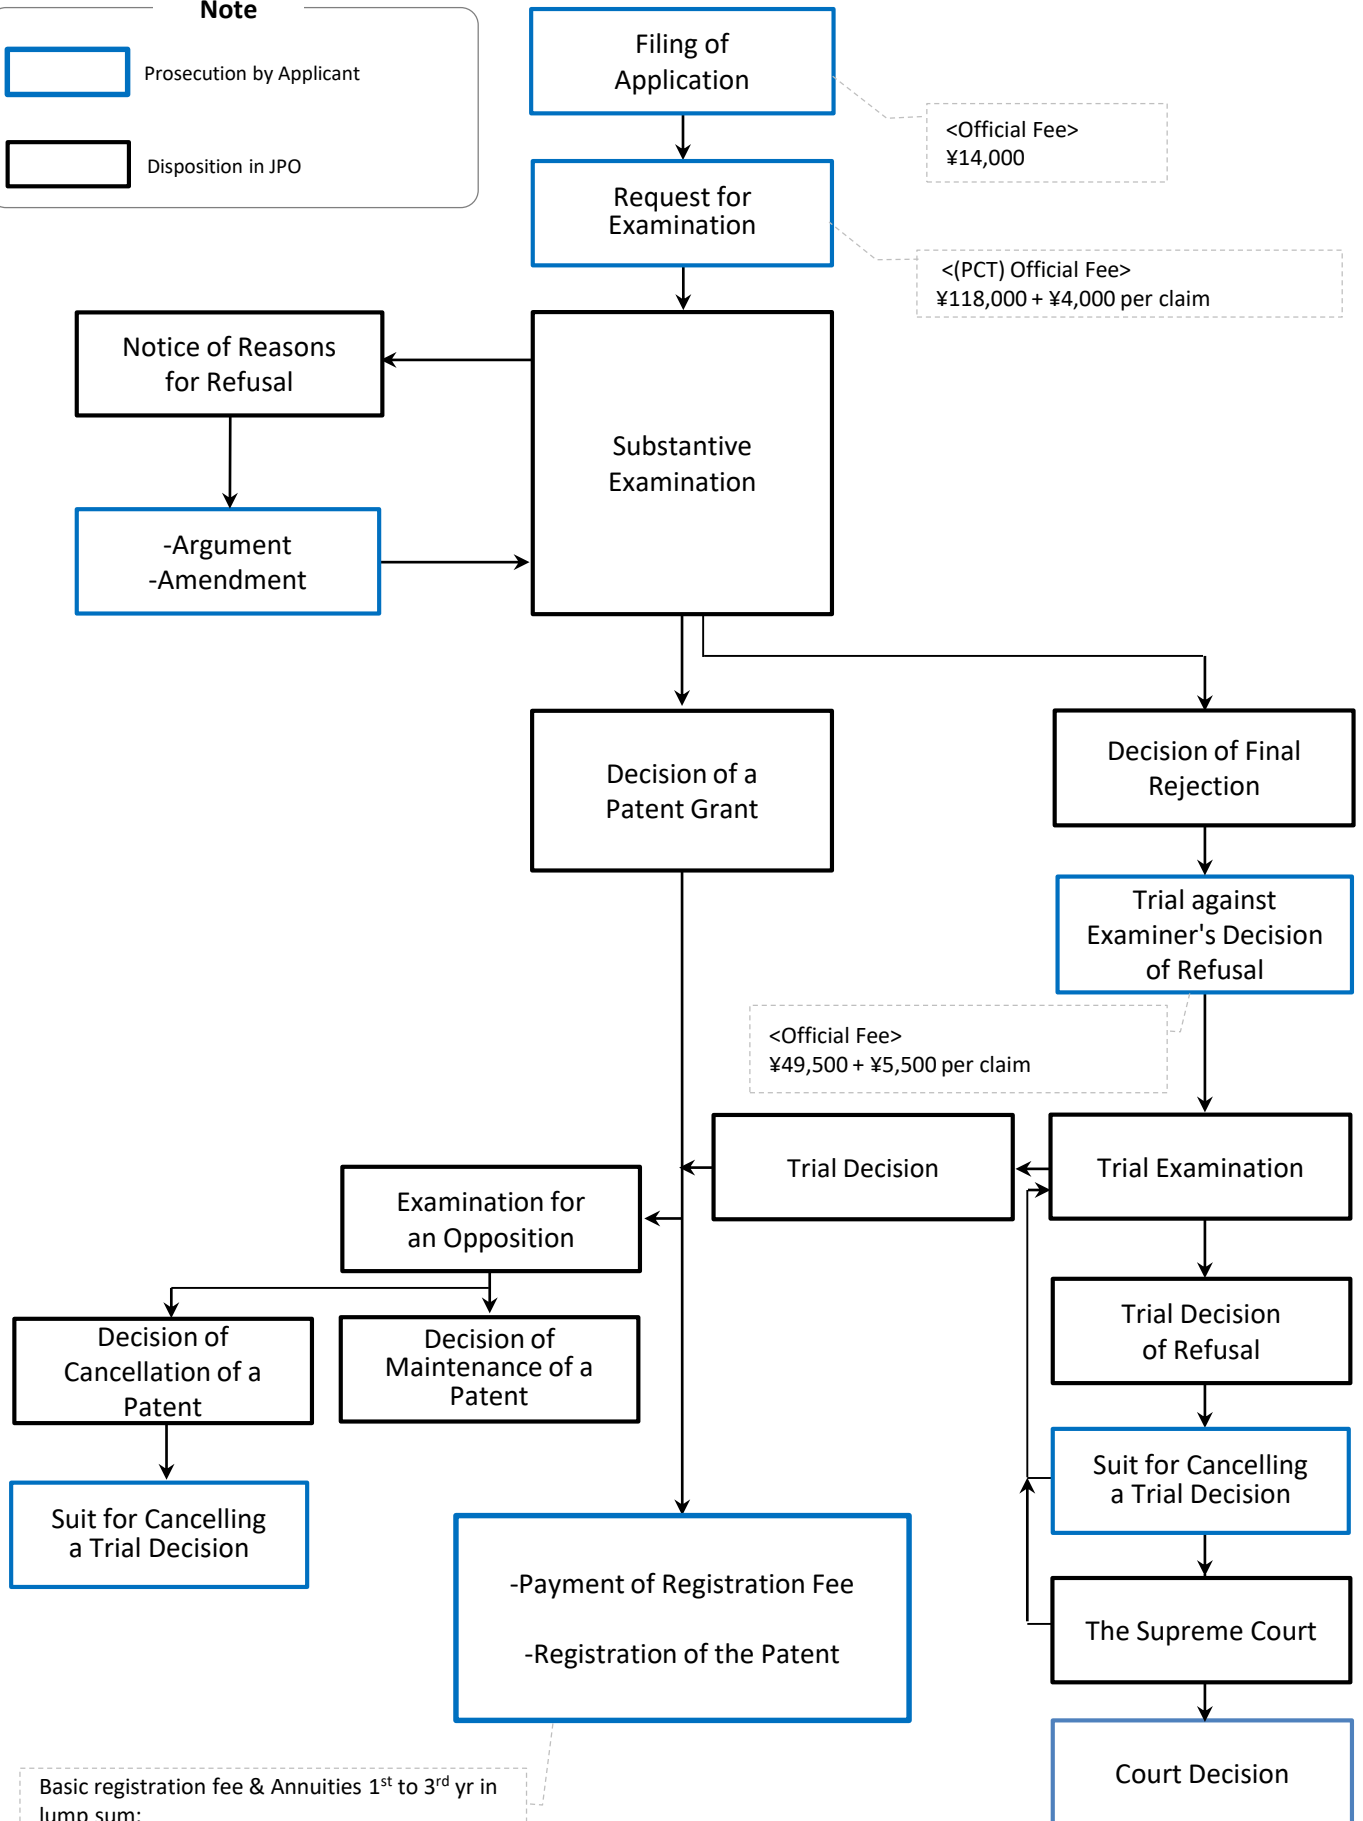 Note
Prosecution by Applicant
Disposition in JPO
Filing of
Application
<Official Fee>
¥14,000
Request for
Examination
<(PCT) Official Fee>
¥118,000 + ¥4,000 per claim
Notice of Reasons
for Refusal
Substantive
Examination
-Argument
-Amendment
Decision of a
Patent Grant
Decision of Final
Rejection
Trial against
Examiner's Decision
of Refusal
<Official Fee>
¥49,500 + ¥5,500 per claim
Trial Decision
Trial Examination
Examination for
an Opposition
Trial Decision
of Refusal
Decision of
Cancellation of a
Patent
Decision of
Maintenance of a
Patent
Suit for Cancelling
a Trial Decision
Suit for Cancelling
a Trial Decision
-Payment of Registration Fee
-Registration of the Patent
The Supreme Court
Court Decision
Basic registration fee & Annuities 1st to 3rd yr in
lump sum: